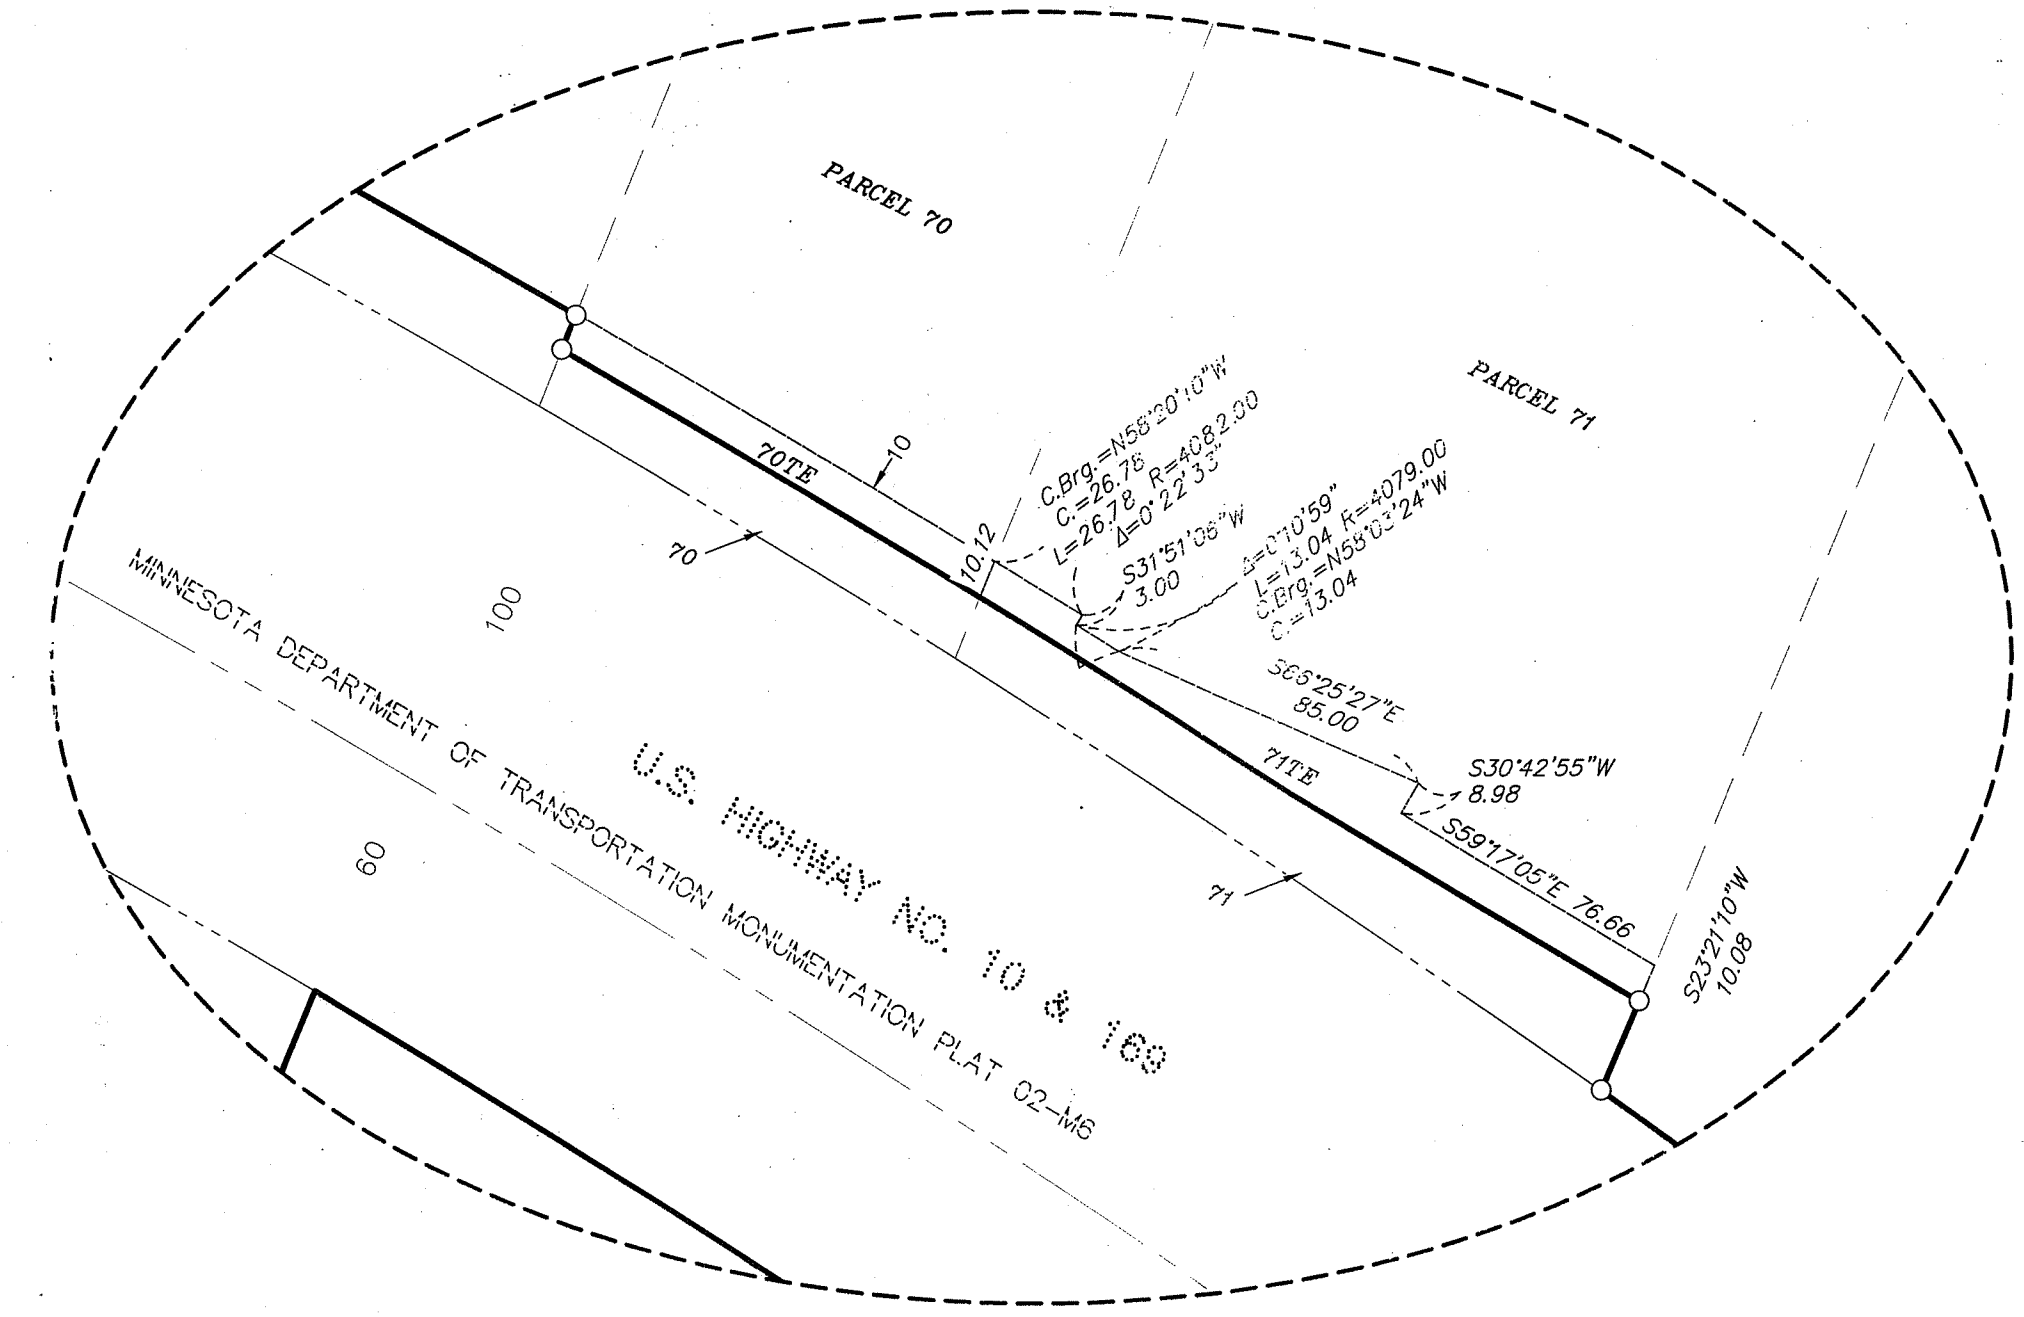 PARCEL 70
PARCEL 71
10
C.Brg.=N58°20'10"W
C.=26.78
L=26.78 R=4082.00
Δ=0°22'33"
S31°51'06"W
3.00
Δ=0°10'59"
L=13.04 R=4079.00
C.Brg.=N58°03'24"W
C.=13.04
70TE
10.12
70
100
MINNESOTA DEPARTMENT OF TRANSPORTATION MONUMENTATION PLAT 02-M6
S66°25'27"E
85.00
71TE
S30°42'55"W
8.98
S59°17'05"E 76.66
U.S. HIGHWAY NO. 10 & 169
60
71
S23°21'10"W
10.08